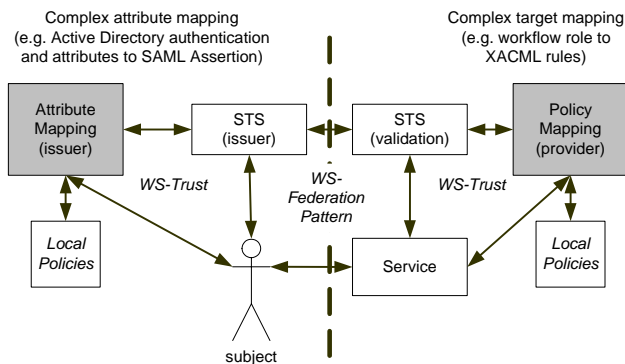 Complex attribute mapping
(e.g. Active Directory authentication
and attributes to SAML Assertion)
Complex target mapping
(e.g. workflow role to
XACML rules)
Attribute
Mapping
(issuer)
STS
(issuer)
STS
(validation)
Policy
Mapping
(provider)
WS-Trust
WS-
Federation
Pattern
WS-Trust
Local
Policies
Service
Local
Policies
subject